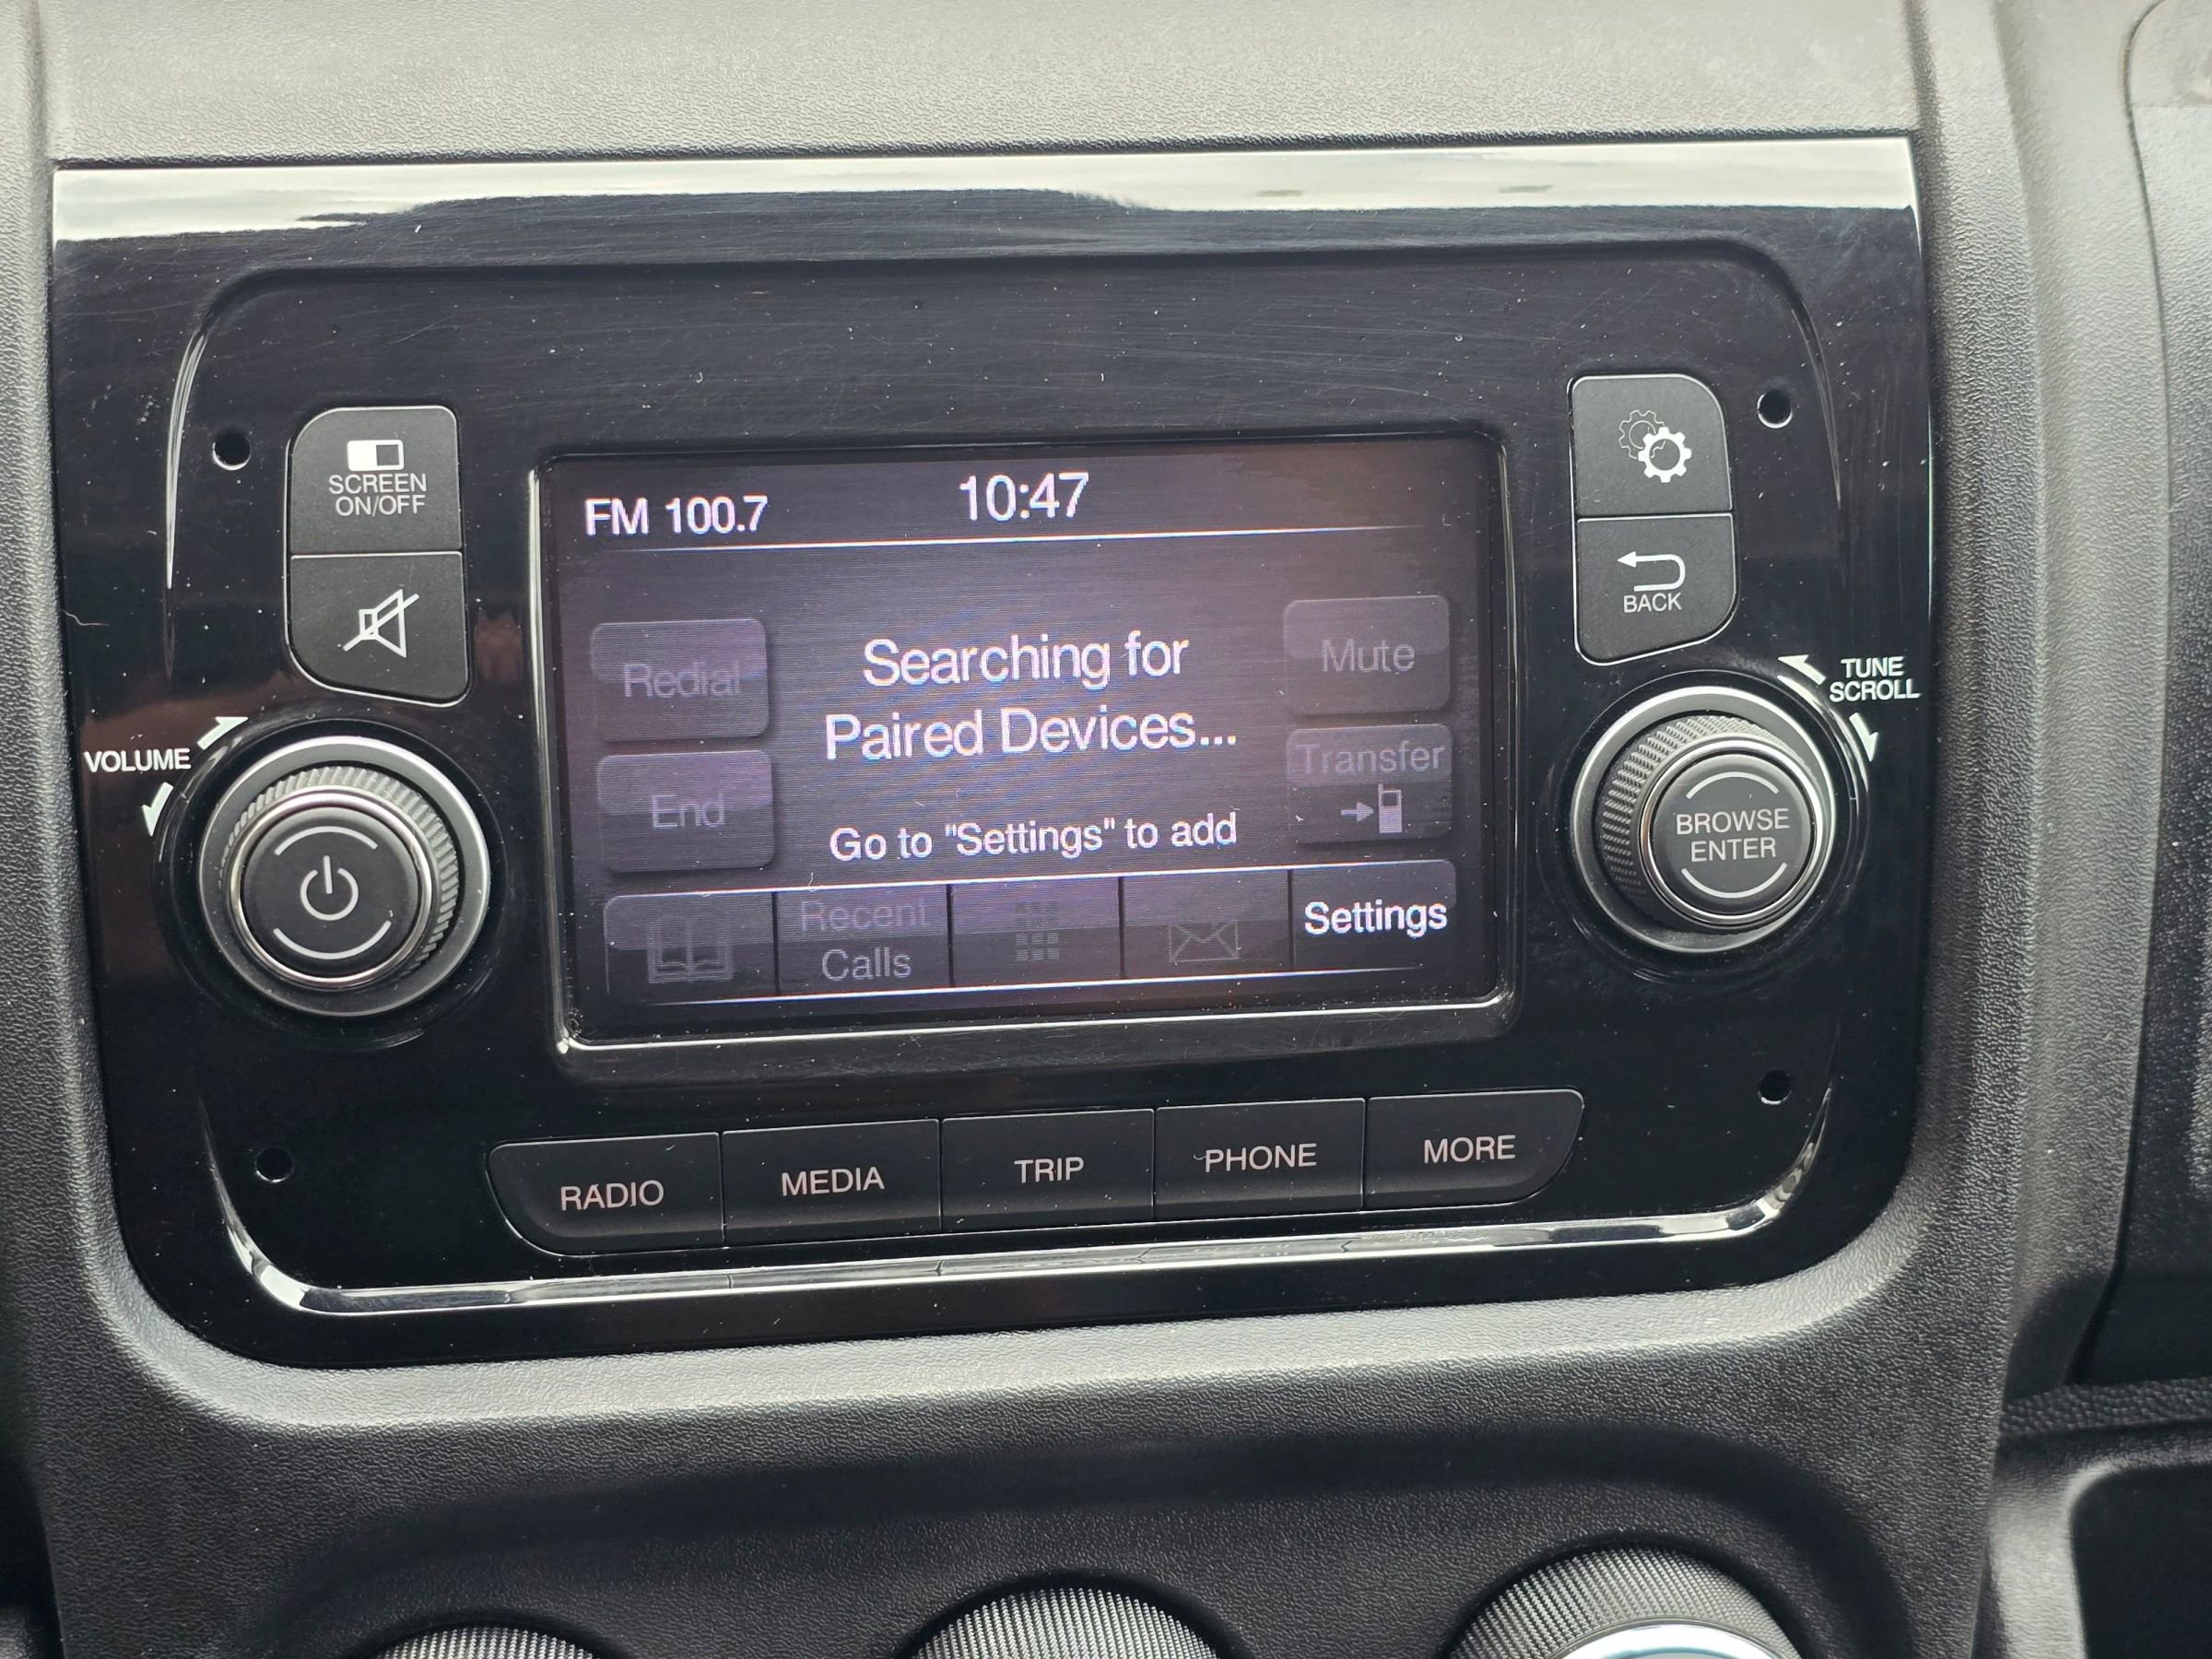 SCREEN
ON/OFF
FM 100.7
10:47
BACK
Redial
Searching for
Paired Devices...
Mute
TUNE
SCROLL
VOLUME
Transfer
End
Go to "Settings" to add
BROWSE
ENTER
Recent
Calls
Settings
RADIO
MEDIA
TRIP
PHONE
MORE